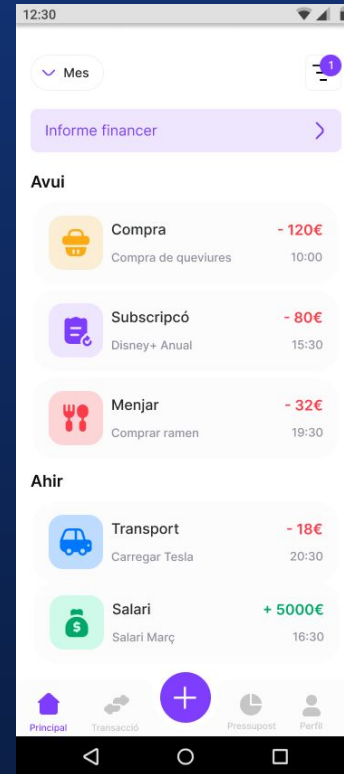 12:30
Mes
1
Informe financer
Avui
Compra - 120€
Compra de queviures 10:00
Subscripcó - 80€
Disney+ Anual 15:30
Menjar - 32€
Comprar ramen 19:30
Ahir
Transport - 18€
Carregar Tesla 20:30
Salari + 5000€
Salari Març 16:30
Principal Transacció Pressupost Perfil